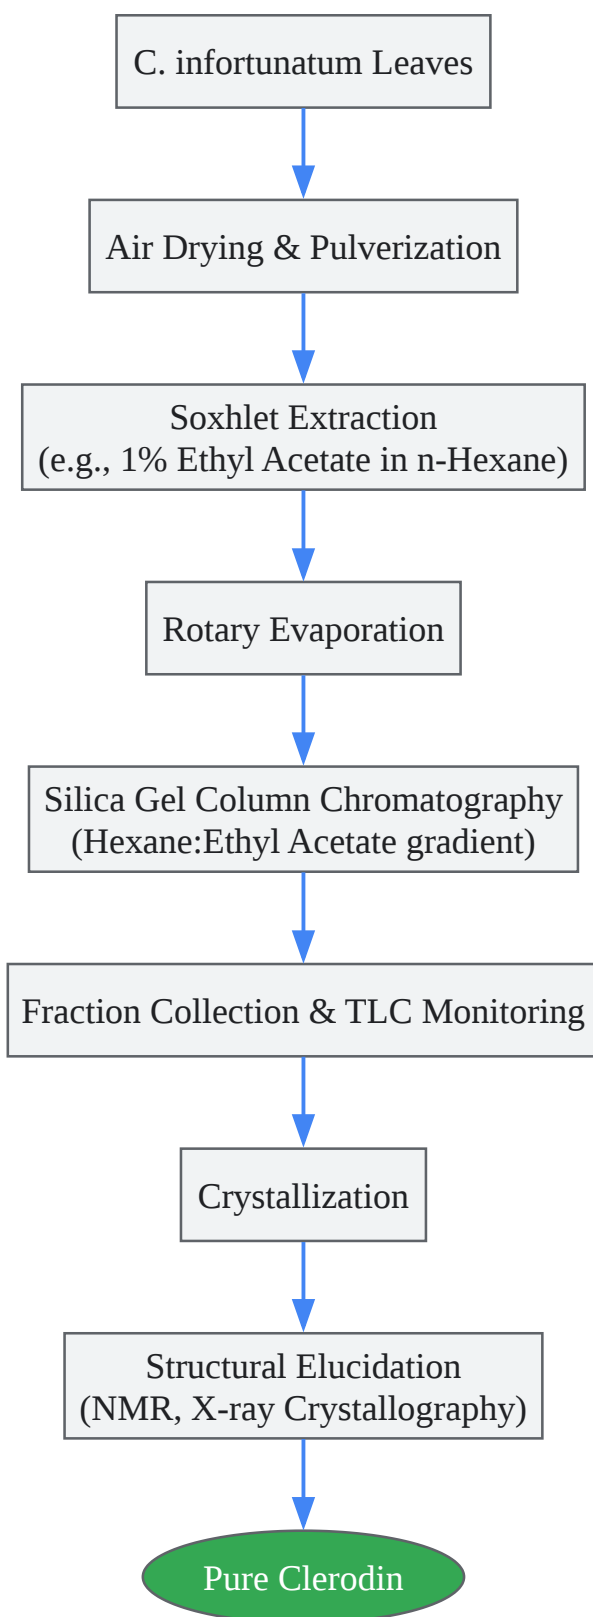 C. infortunatum Leaves
Air Drying & Pulverization
Soxhlet Extraction
(e.g., 1% Ethyl Acetate in n-Hexane)
Rotary Evaporation
Silica Gel Column Chromatography
(Hexane:Ethyl Acetate gradient)
Fraction Collection & TLC Monitoring
Crystallization
Structural Elucidation
(NMR, X-ray Crystallography)
Pure Clerodin